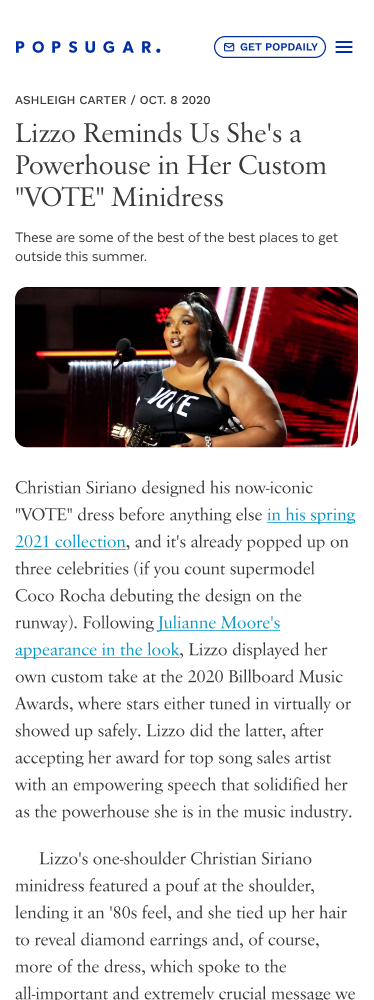 POPSUGAR.
GET POPDAILY
ASHLEIGH CARTER / OCT. 8 2020
Lizzo Reminds Us She's a
Powerhouse in Her Custom
"VOTE" Minidress
These are some of the best of the best places to get
outside this summer.
VOTE
Christian Siriano designed his now-iconic
"VOTE" dress before anything else in his spring
2021 collection, and it's already popped up on
three celebrities (if you count supermodel
Coco Rocha debuting the design on the
runway). Following Julianne Moore's
appearance in the look, Lizzo displayed her
own custom take at the 2020 Billboard Music
Awards, where stars either tuned in virtually or
showed up safely. Lizzo did the latter, after
accepting her award for top song sales artist
with an empowering speech that solidified her
as the powerhouse she is in the music industry.
Lizzo's one-shoulder Christian Siriano
minidress featured a pouf at the shoulder,
lending it an '80s feel, and she tied up her hair
to reveal diamond earrings and, of course,
more of the dress, which spoke to the
all-important and extremely crucial message we